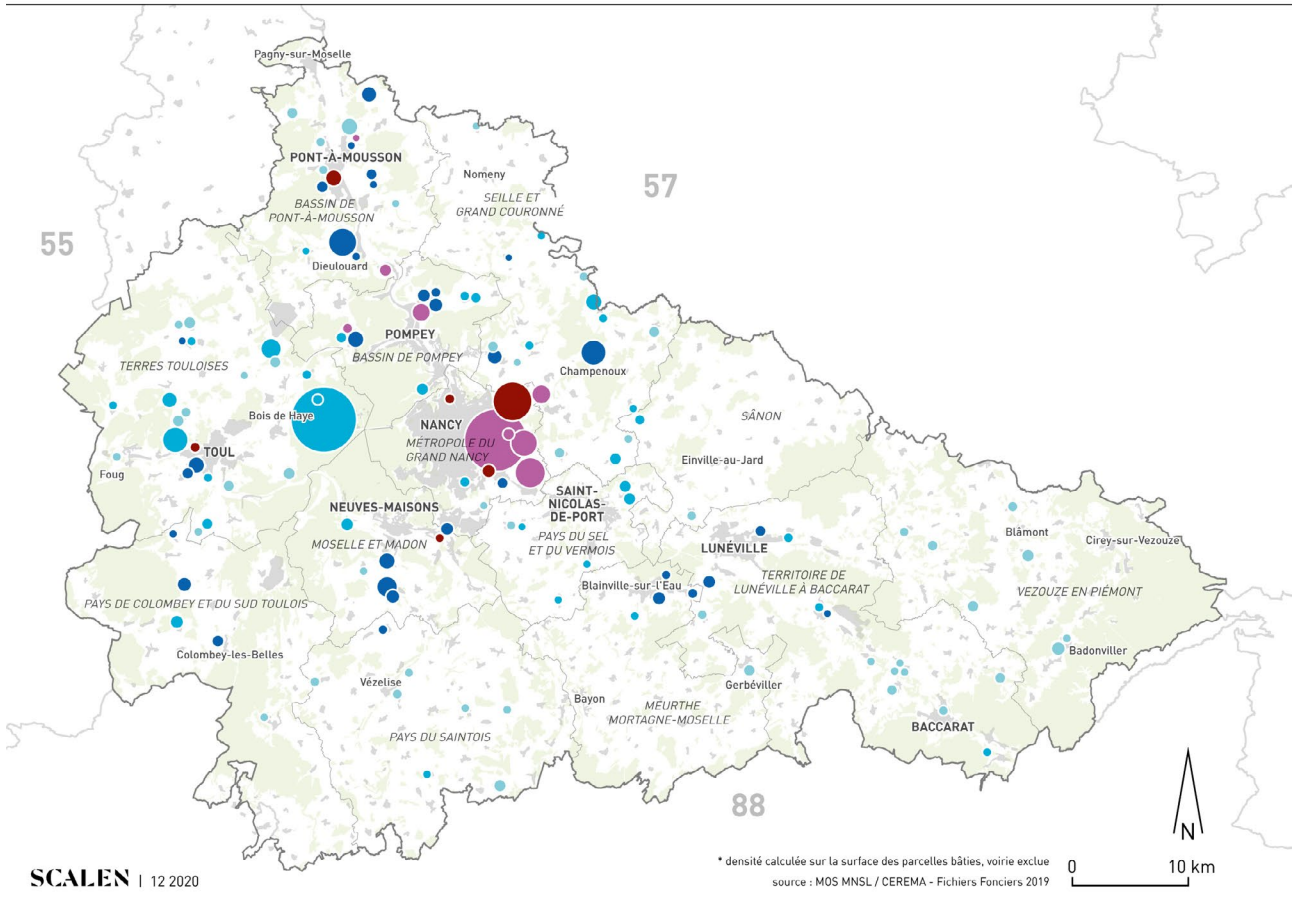 Pagny-sur-Moselle
PONT-À-MOUSSON
Nomeny
57
BASSIN DE
PONT-À-MOUSSON
SEILLE ET
GRAND COURONNÉ
55
Dieulouard
POMPEY
TERRES TOULOISES
BASSIN DE POMPEY
Champenoux
Bois de Haye
NANCY
SÂNON
MÉTROPOLE DU
GRAND NANCY
TOUL
Einville-au-Jard
Foug
SAINT-
NICOLAS-
DE-PORT
NEUVES-MAISONS
Blâmont
Cirey-sur-Vezouze
MOSELLE ET MADON
PAYS DU SEL
ET DU VERMOIS
LUNÉVILLE
Blainville-sur-l'Eau
TERRITOIRE DE
LUNÉVILLE À BACCARAT
VEZOUZE EN PIÉMONT
PAYS DE COLOMBEY ET DU SUD TOULOIS
Colombey-les-Belles
Badonviller
Vézelise
Gerbéviller
Bayon
MEURTHE
MORTAGNE-MOSELLE
BACCARAT
PAYS DU SAINTOIS
88
N
* densité calculée sur la surface des parcelles bâties, voirie exclue
source : MOS MNSL / CEREMA - Fichiers Fonciers 2019
0 10 km
SCALEN | 12 2020